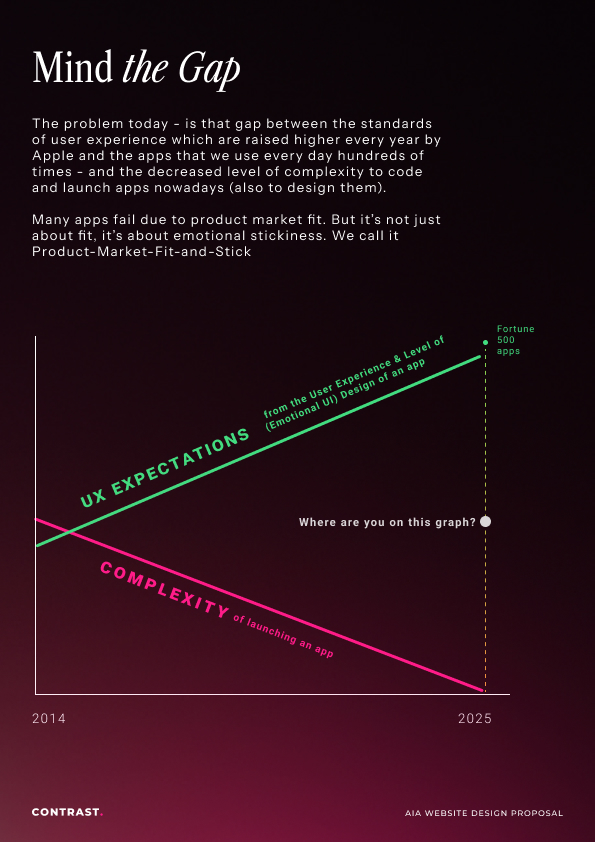 Mind the Gap
The problem today - is that gap between the standards
of user experience which are raised higher every year by
Apple and the apps that we use every day hundreds of
times - and the decreased level of complexity to code
and launch apps nowadays (also to design them).
Many apps fail due to product market fit. But it's not just
about fit, it's about emotional stickiness. We call it
Product-Market-Fit-and-Stick
Fortune
500
apps
from the User Experience & Level of
(Emotional UI) Design of an app
UX EXPECTATIONS
Where are you on this graph?
COMPLEXITY of launching an app
2014
2025
CONTRAST.
AIA WEBSITE DESIGN PROPOSAL